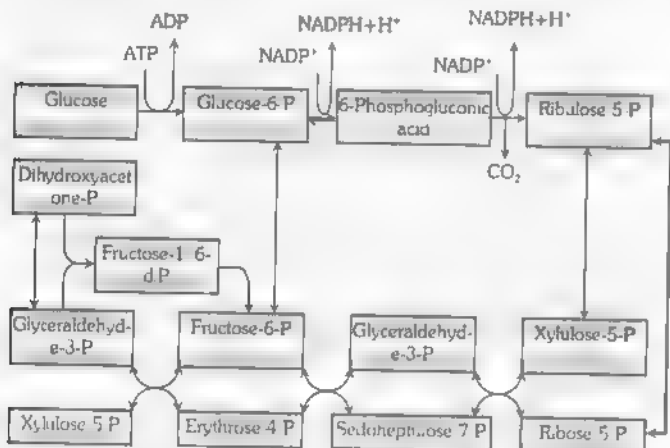 ADP
NADPH+H⁺
NADPH+H⁺
ATP
NADP⁺
NADP⁺
Glucose
Glucose-6-P
6-Phosphogluconic
acid
Ribulose 5-P
CO₂
Dihydroxyacet
one-P
Fructose-1 6-
d P
Glyceraldehyd-
e-3-P
Fructose-6-P
Glyceraldehyd-
e-3-P
Xylulose-5-P
Xylulose 5 P
Erythrose 4 P
Sedoheptulose 7 P
Ribose 5 P